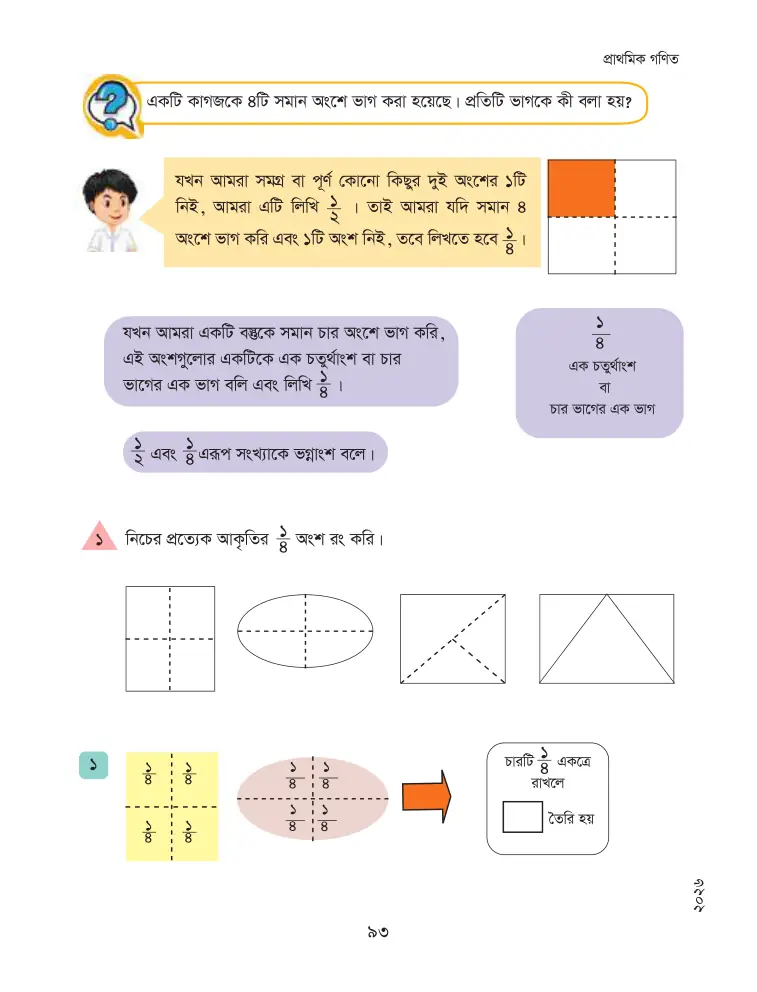 প্রাথমিক গণিত
একটি কাগজকে ৪টি সমান অংশে ভাগ করা হয়েছে। প্রতিটি ভাগকে কী বলা হয়?
যখন আমরা সমগ্র বা পূর্ণ কোনো কিছুর দুই অংশের ১টি
নিই, আমরা এটি লিখি ১/২ । তাই আমরা যদি সমান ৪
অংশে ভাগ করি এবং ১টি অংশ নিই, তবে লিখতে হবে ১/৪।
যখন আমরা একটি বস্তুকে সমান চার অংশে ভাগ করি,
এই অংশগুলোর একটিকে এক চতুর্থাংশ বা চার
ভাগের এক ভাগ বলি এবং লিখি ১/৪ ।
১/৪
এক চতুর্থাংশ
বা
চার ভাগের এক ভাগ
১/২ এবং ১/৪ এরূপ সংখ্যাকে ভগ্নাংশ বলে।
১ নিচের প্রত্যেক আকৃতির ১/৪ অংশ রং করি।
১
১/৪ ১/৪
১/৪ ১/৪
১/৪ ১/৪
১/৪ ১/৪
চারটি ১/৪ একত্রে
রাখলে
তৈরি হয়
২০২৬
৯৩